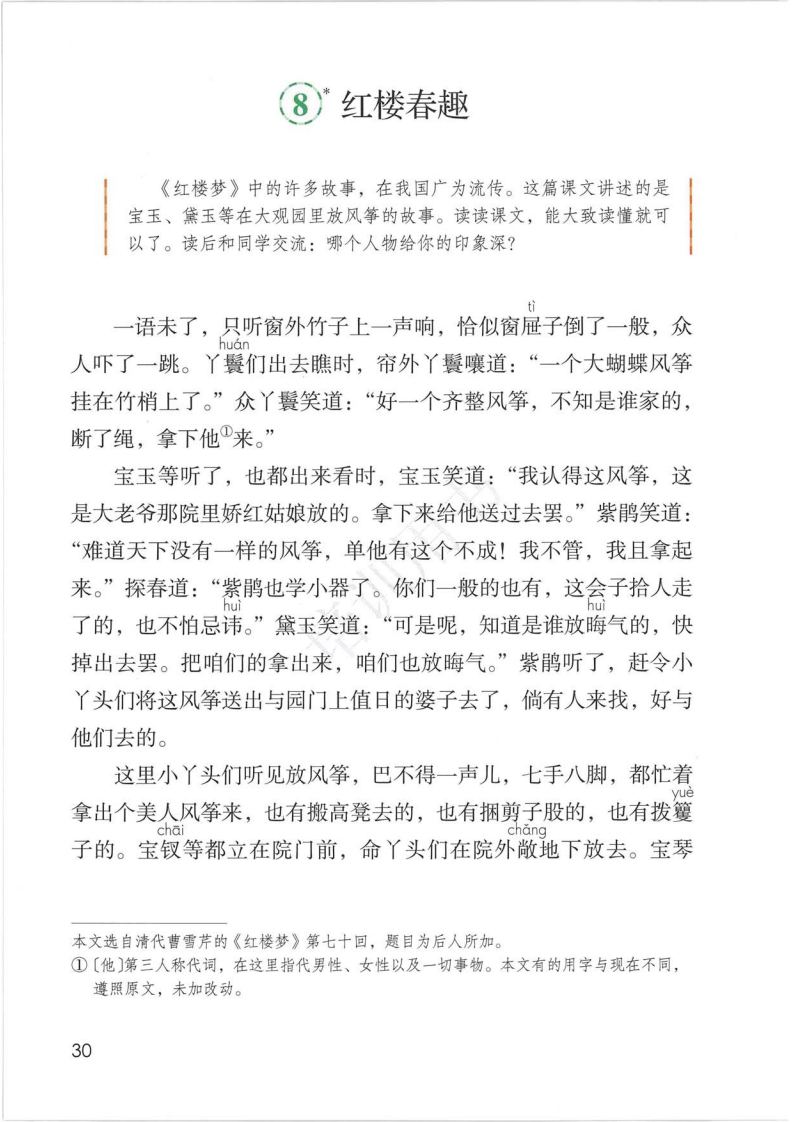 8* 红楼春趣
《红楼梦》中的许多故事，在我国广为流传。这篇课文讲述的是
宝玉、黛玉等在大观园里放风筝的故事。读读课文，能大致读懂就可
以了。读后和同学交流：哪个人物给你的印象深？
tì
一语未了，只听窗外竹子上一声响，恰似窗屉子倒了一般，众
huán
人吓了一跳。丫鬟们出去瞧时，帘外丫鬟嚷道：“一个大蝴蝶风筝
挂在竹梢上了。”众丫鬟笑道：“好一个齐整风筝，不知是谁家的，
断了绳，拿下他①来。”
宝玉等听了，也都出来看时，宝玉笑道：“我认得这风筝，这
是大老爷那院里娇红姑娘放的。拿下来给他送过去罢。”紫鹃笑道：
“难道天下没有一样的风筝，单他有这个不成！我不管，我且拿起
来。”探春道：“紫鹃也学小器了。你们一般的也有，这会子拾人走
huì huì
了的，也不怕忌讳。”黛玉笑道：“可是呢，知道是谁放晦气的，快
掉出去罢。把咱们的拿出来，咱们也放晦气。”紫鹃听了，赶令小
丫头们将这风筝送出与园门上值日的婆子去了，倘有人来找，好与
他们去的。
这里小丫头们听见放风筝，巴不得一声儿，七手八脚，都忙着
yuè
拿出个美人风筝来，也有搬高凳去的，也有捆剪子股的，也有拨籰
chāi chǎng
子的。宝钗等都立在院门前，命丫头们在院外敞地下放去。宝琴
本文选自清代曹雪芹的《红楼梦》第七十回，题目为后人所加。
①〔他〕第三人称代词，在这里指代男性、女性以及一切事物。本文有的用字与现在不同，
遵照原文，未加改动。
30